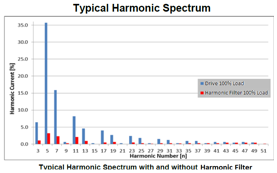 Typical Harmonic Spectrum
Harmonic Current [%]
35.0
30.0
25.0
20.0
15.0
10.0
5.0
0.0
Drive 100% Load
Harmonic Filter 100% Load
3 5 7 9 11 13 15 17 19 21 23 25 27 29 31 33 35 37 39 41 43 45 47 49 51
Harmonic Number [n]
Typical Harmonic Spectrum with and without Harmonic Filter